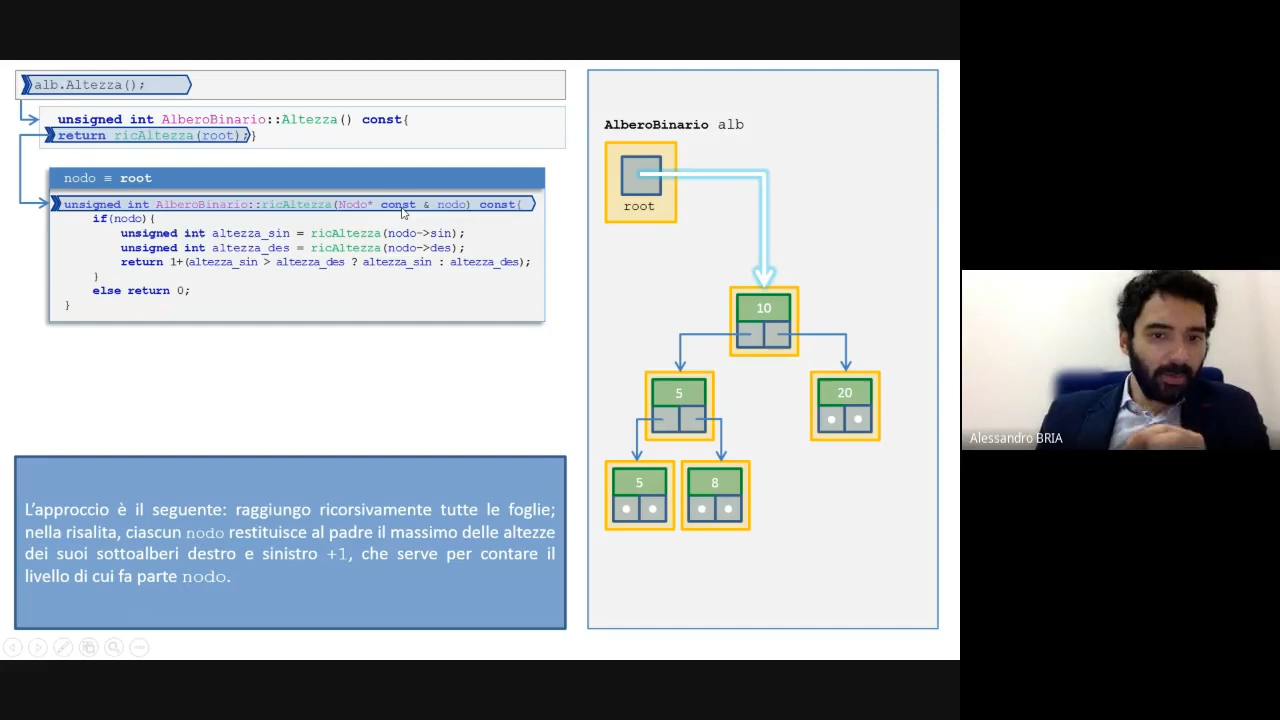 alb.Altezza();
unsigned int AlberoBinario::Altezza() const{
return ricAltezza(root);}
nodo ≡ root
unsigned int AlberoBinario::ricAltezza(Nodo* const & nodo) const{
if(nodo){
unsigned int altezza_sin = ricAltezza(nodo->sin);
unsigned int altezza_des = ricAltezza(nodo->des);
return 1+(altezza_sin > altezza_des ? altezza_sin : altezza_des);
}
else return 0;
}
L'approccio è il seguente: raggiungo ricorsivamente tutte le foglie;
nella risalita, ciascun nodo restituisce al padre il massimo delle altezze
dei suoi sottoalberi destro e sinistro +1, che serve per contare il
livello di cui fa parte nodo.
AlberoBinario alb
root
10
5
20
5
8
Alessandro BRIA